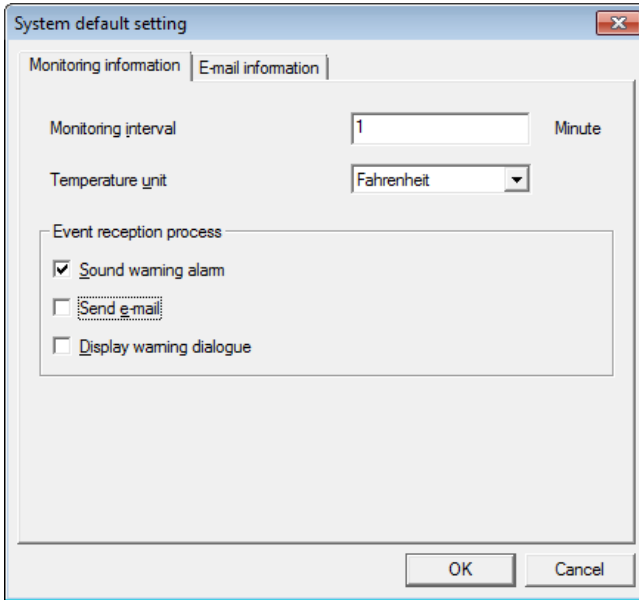 System default setting
Monitoring information E-mail information
Monitoring interval 1 Minute
Temperature unit Fahrenheit
Event reception process
Sound warning alarm
Send e-mail
Display warning dialogue
OK Cancel